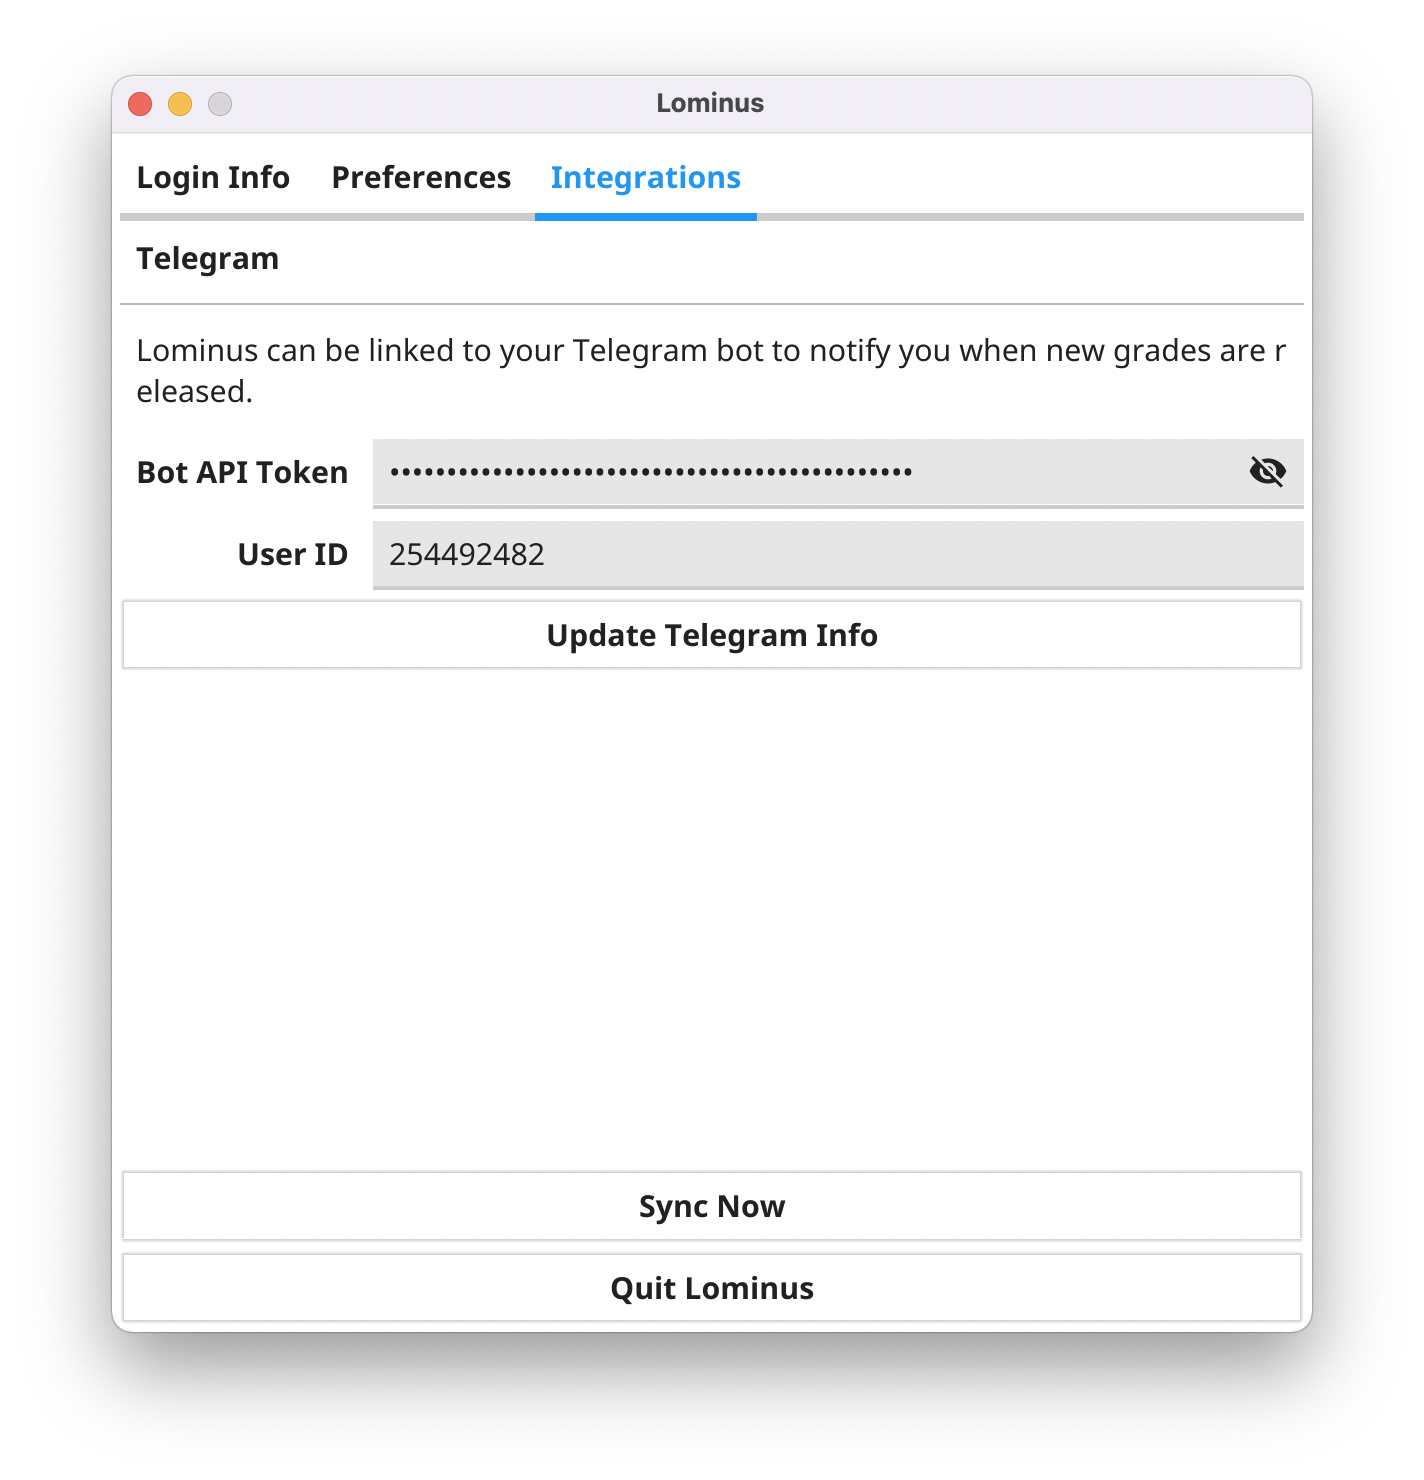 Lominus
Login Info Preferences Integrations
Telegram
Lominus can be linked to your Telegram bot to notify you when new grades are r
eleased.
Bot API Token ••••••••••••••••••••••••••••••••••••••••••••••
User ID 254492482
Update Telegram Info
Sync Now
Quit Lominus